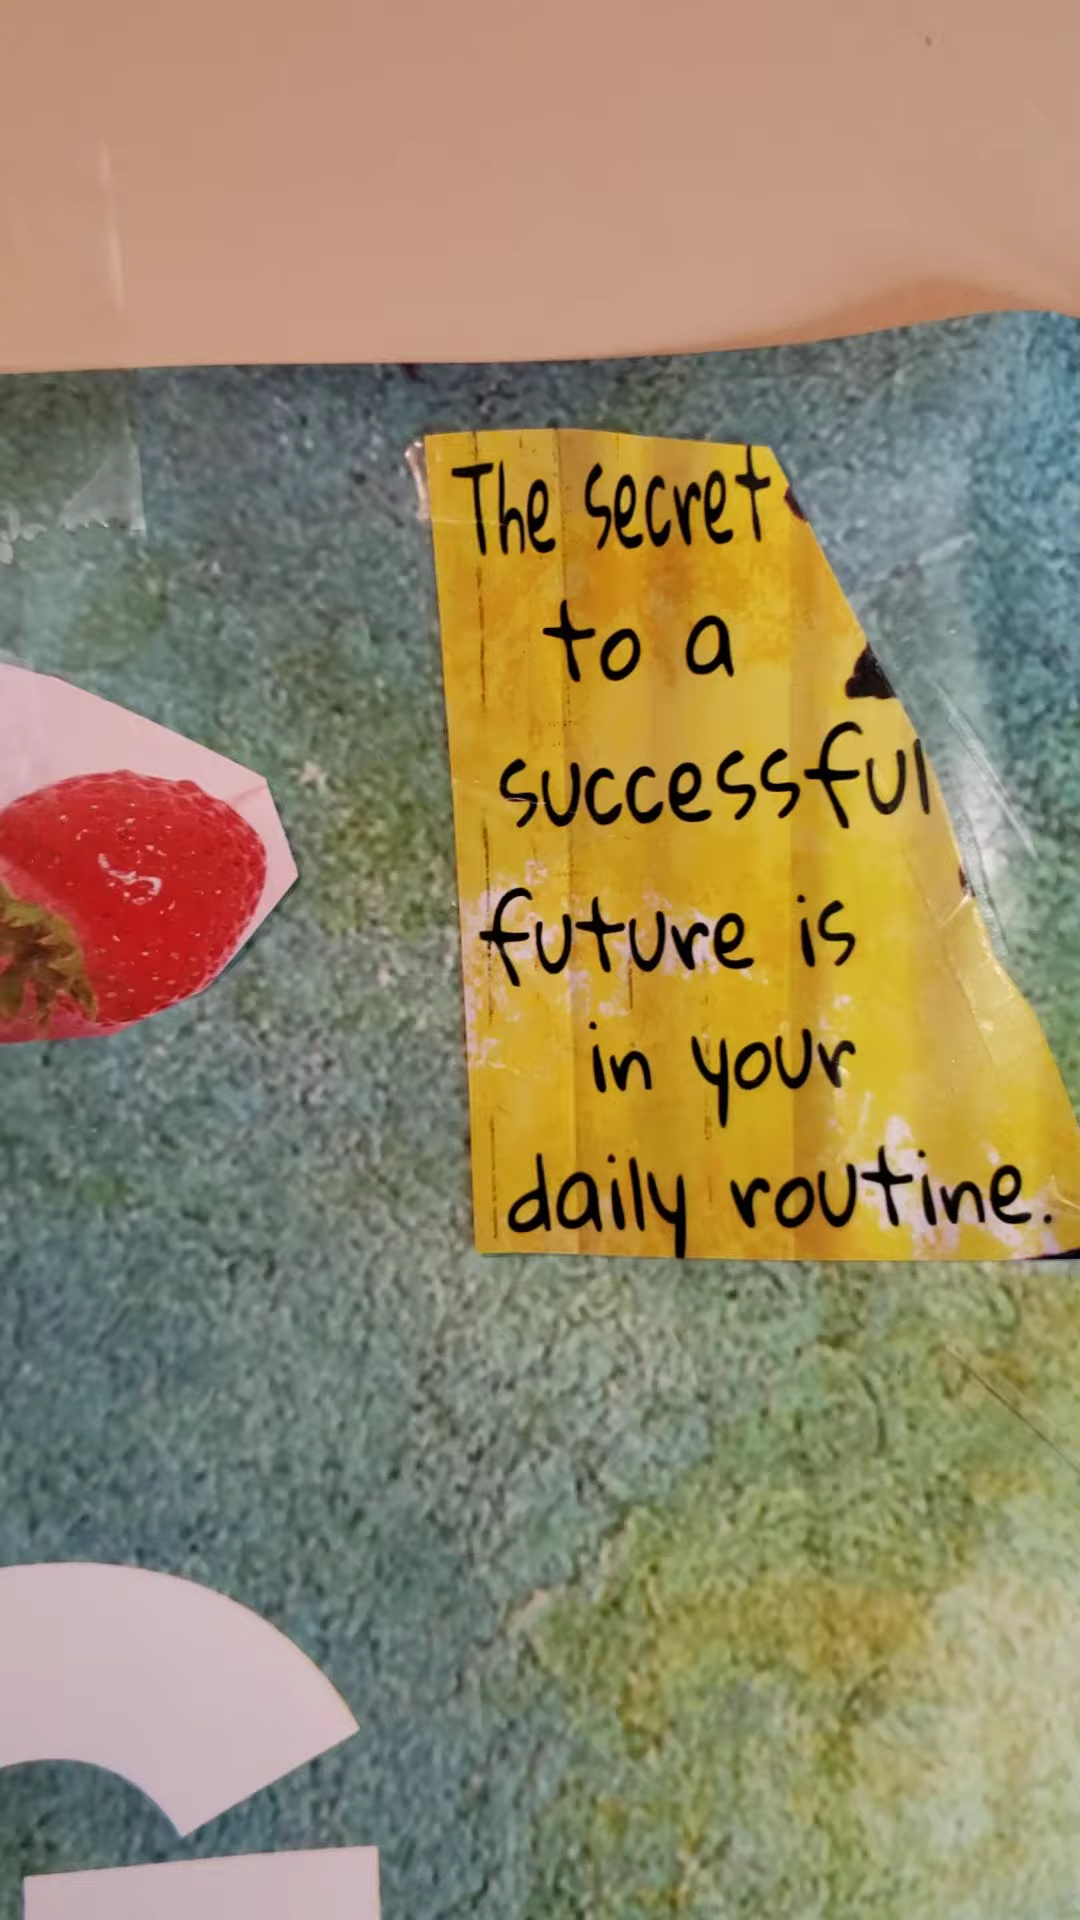 The secret
to a
successful
future is
in your
daily routine.